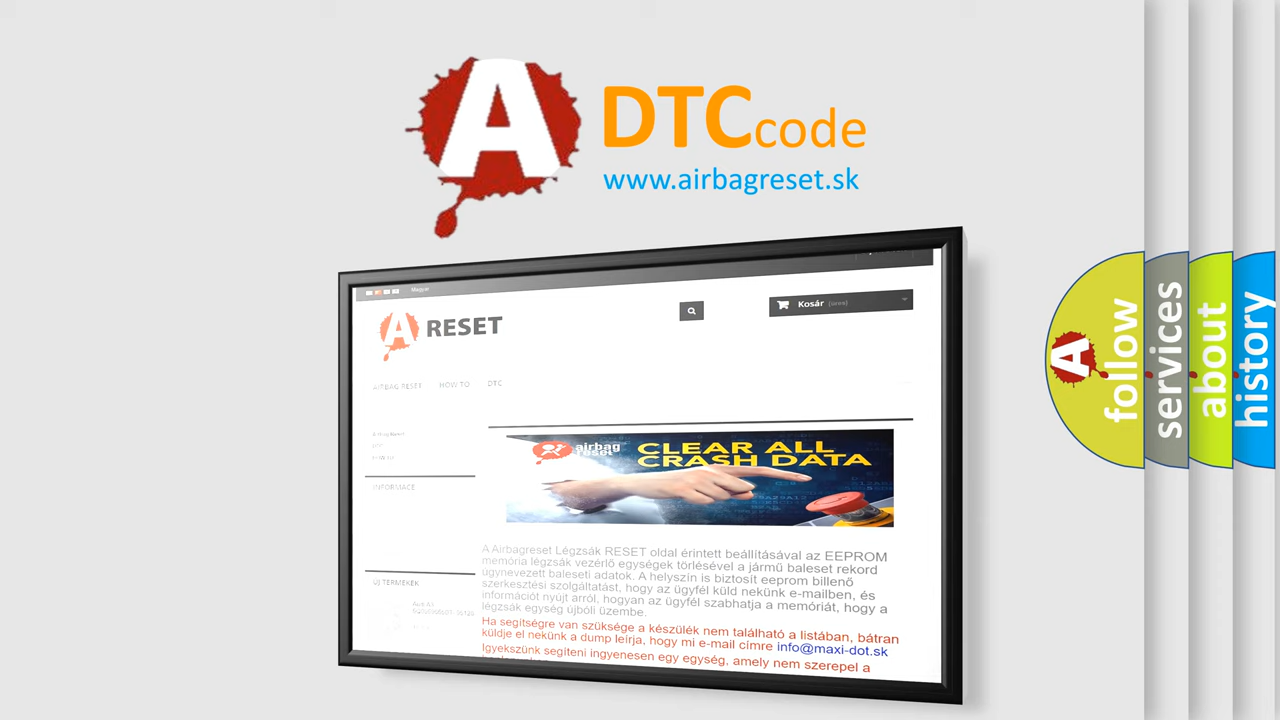 A
DTCcode
www.airbagreset.sk
Magyar
Kosár (üres)
A RESET
AIRBAG RESET HOW TO DTC
INFORMACE
airbag
reset
CLEAR ALL
CRASH DATA
A Airbagreset Légzsák RESET oldal érintett beállításával az EEPROM
memória légzsák vezérlő egységek törlésével a jármű baleset rekord
úgynevezett baleseti adatok. A helyszín is biztosít eeprom billenő
szerkesztési szolgáltatást, hogy az ügyfél küld nekünk e-mailben, és
információt nyújt arról, hogyan az ügyfél szabhatja a memóriát, hogy a
légzsák egység újbóli üzembe.
Ha segítségre van szüksége a készülék nem található a listában, bátran
küldje el nekünk a dump leírja, hogy mi e-mail címre info@maxi-dot.sk
Igyekszünk segíteni ingyenesen egy egység, amely nem szerepel a
ÚJ TERMÉKEK
A
follow
services
about
history